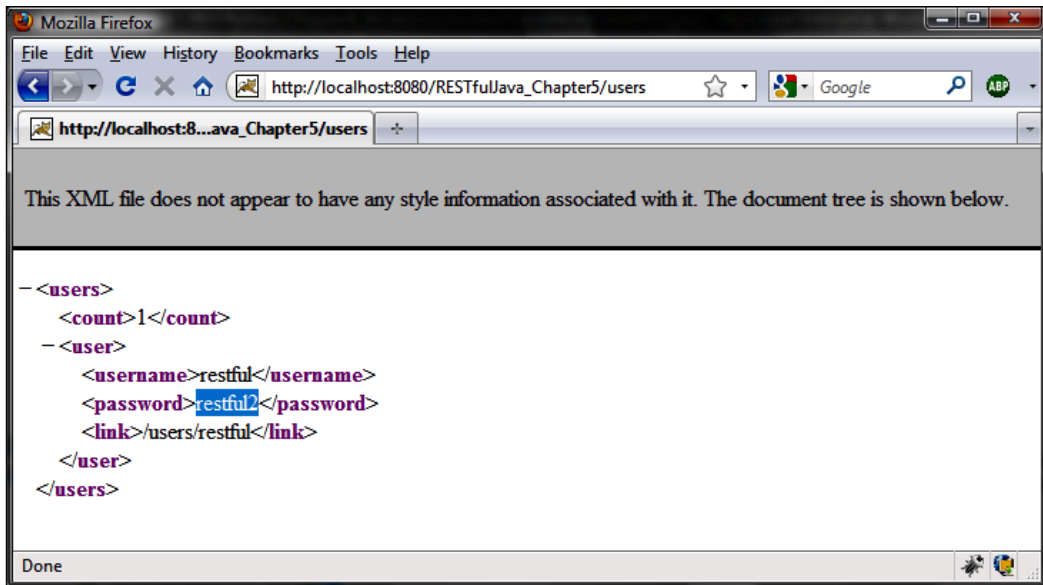 Mozilla Firefox
File Edit View History Bookmarks Tools Help
http://localhost:8080/RESTfulJava_Chapter5/users
Google
ABP
http://localhost:8...ava_Chapter5/users
This XML file does not appear to have any style information associated with it. The document tree is shown below.
−<users>
<count>1</count>
−<user>
<username>restful</username>
<password>restful2</password>
<link>/users/restful</link>
</user>
</users>
Done